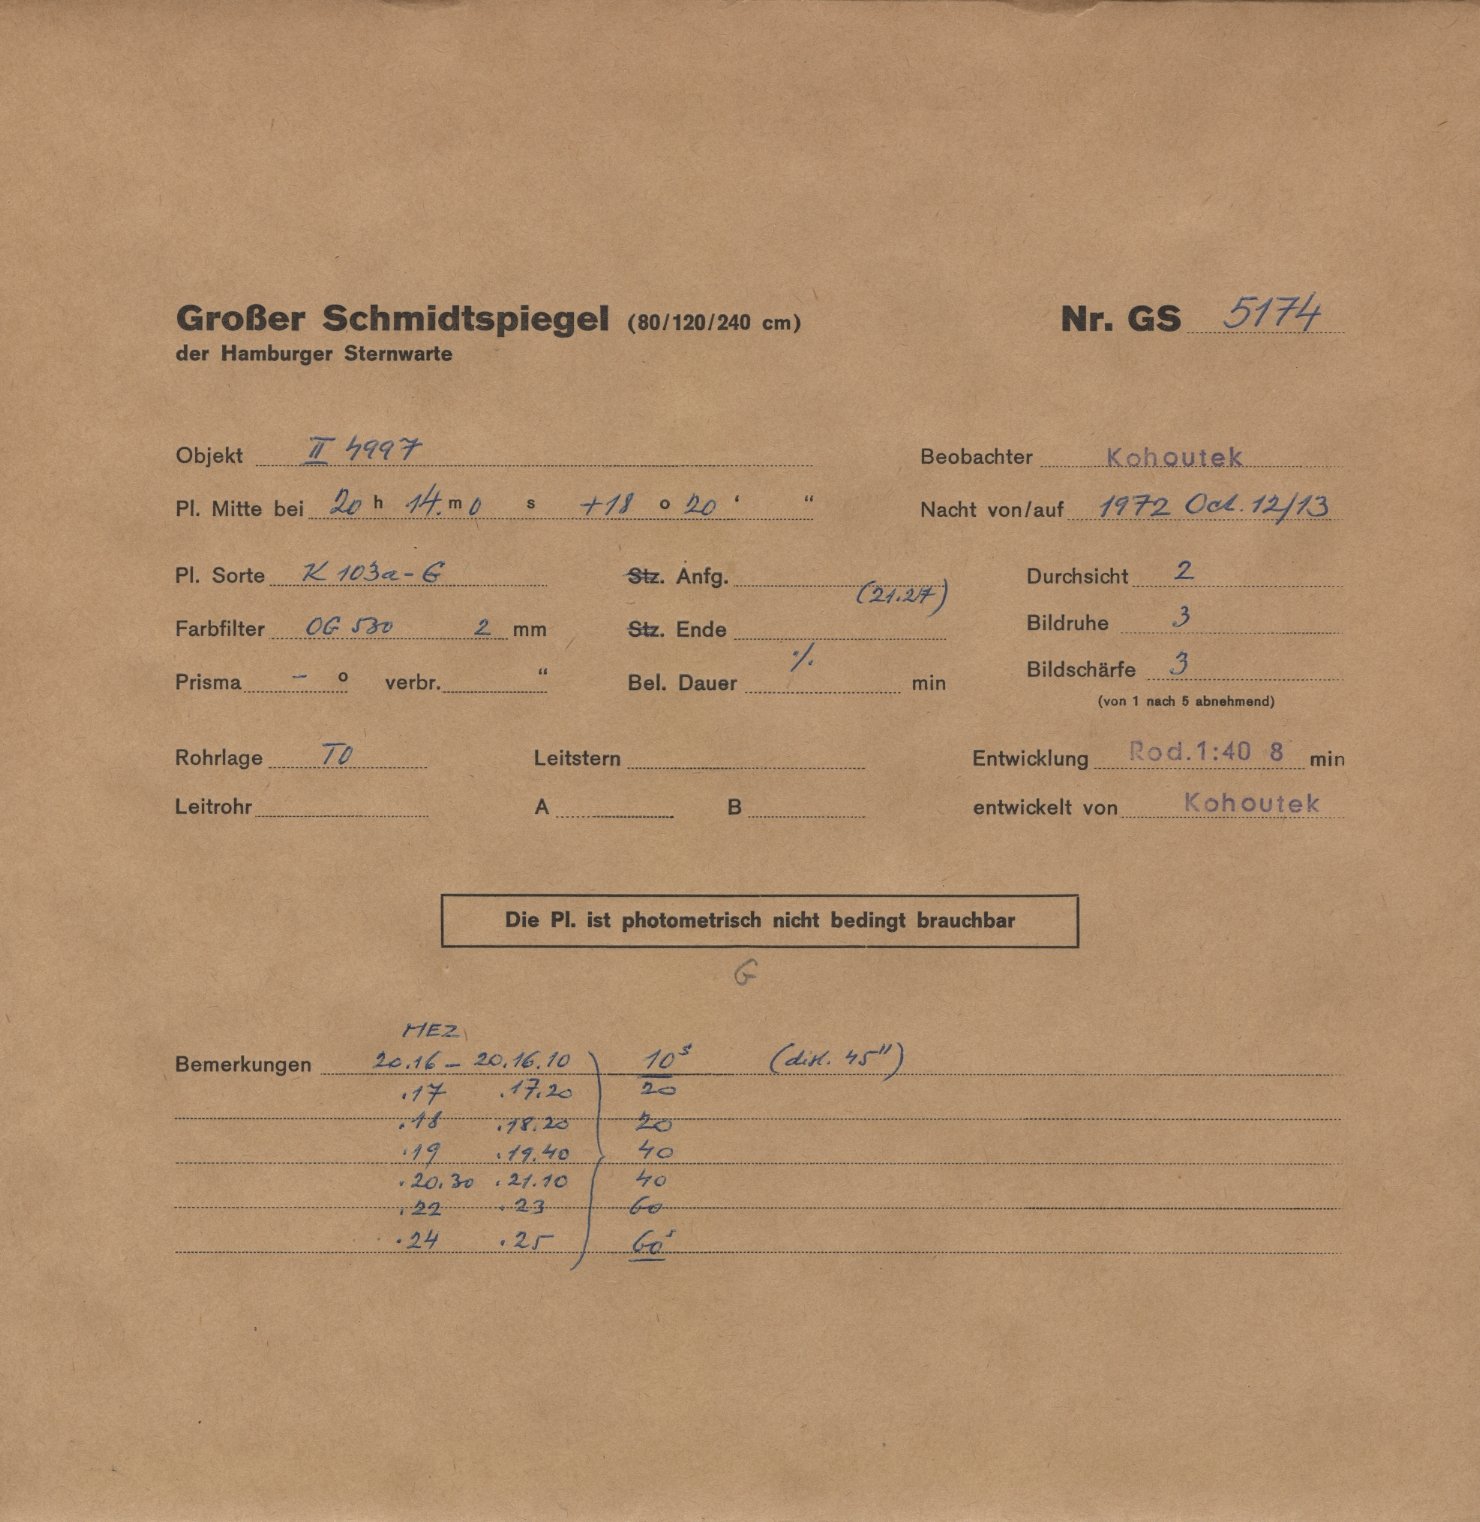 Großer Schmidtspiegel (80/120/240 cm) Nr. GS 5174
der Hamburger Sternwarte
Objekt II 4997 Beobachter Kohoutek
Pl. Mitte bei 20 h 14. m 0 s +18 o 20 ‘ “ Nacht von/auf 1972 Oct. 12/13
Pl. Sorte K 103a-G Stz. Anfg. Durchsicht 2
(21.27)
Farbfilter OG 530 2 mm Stz. Ende Bildruhe 3
Prisma – o verbr. “ Bel. Dauer ·/. min Bildschärfe 3
(von 1 nach 5 abnehmend)
Rohrlage TO Leitstern Entwicklung Rod.1:40 8 min
Leitrohr A B entwickelt von Kohoutek
Die Pl. ist photometrisch nicht bedingt brauchbar
G
MEZ
Bemerkungen 20.16 – 20.16.10 10s (dist. 45")
.17 .17.20 20
.18 .18.20 20
.19 .19.40 40
.20.30 .21.10 40
.22 .23 60
.24 .25 60s